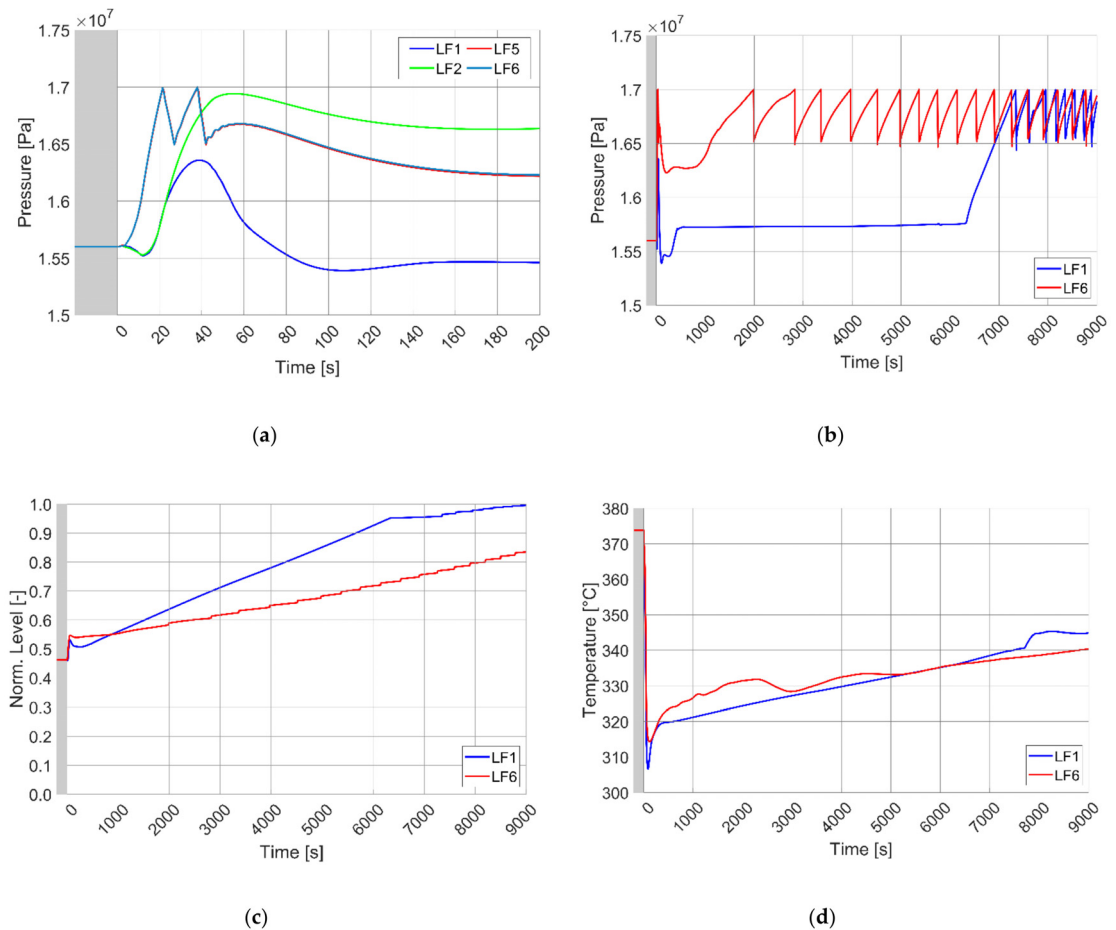 ×10⁷
1.75
1.7
1.65
1.6
1.55
1.5
Pressure [Pa]
LF1 LF5
LF2 LF6
0 20 40 60 80 100 120 140 160 180 200
Time [s]
(a)
×10⁷
1.75
1.7
1.65
1.6
1.55
1.5
Pressure [Pa]
LF1
LF6
0 1000 2000 3000 4000 5000 6000 7000 8000 9000
Time [s]
(b)
1.0
0.9
0.8
0.7
0.6
0.5
0.4
0.3
0.2
0.1
0.0
Norm. Level [-]
LF1
LF6
0 1000 2000 3000 4000 5000 6000 7000 8000 9000
Time [s]
(c)
380
370
360
350
340
330
320
310
300
Temperature [°C]
LF1
LF6
0 1000 2000 3000 4000 5000 6000 7000 8000 9000
Time [s]
(d)